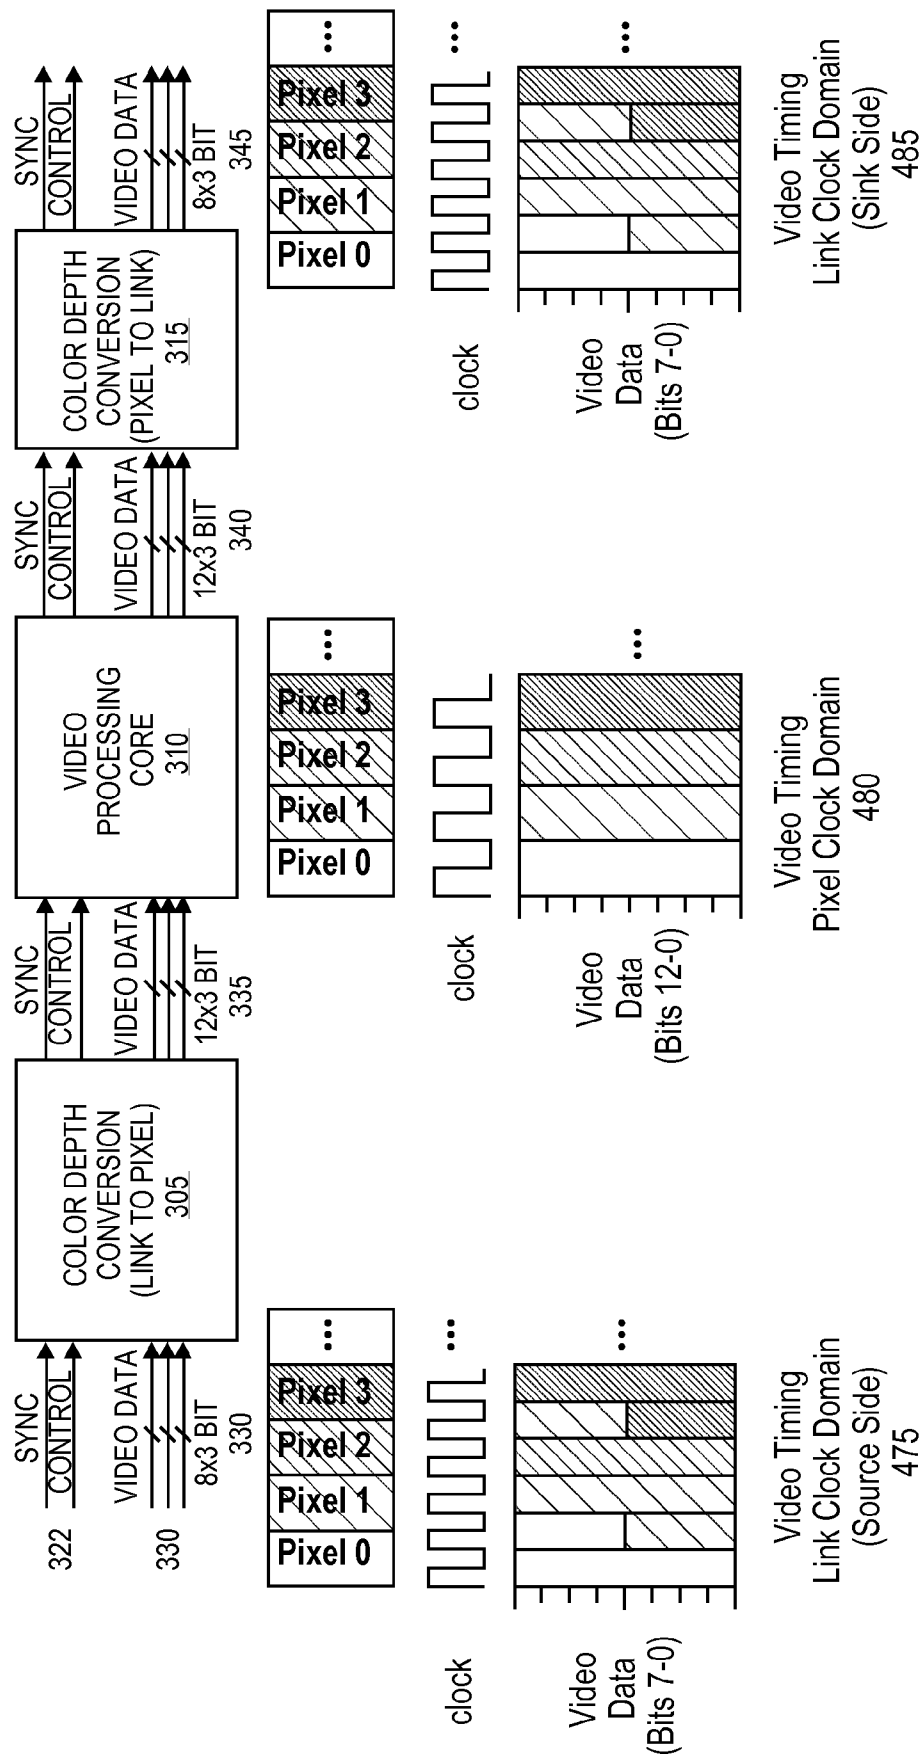 322
SYNC
CONTROL
330
VIDEO DATA
8x3 BIT
330
COLOR DEPTH
CONVERSION
(LINK TO PIXEL)
305
SYNC
CONTROL
VIDEO DATA
12x3 BIT
335
VIDEO
PROCESSING
CORE
310
SYNC
CONTROL
VIDEO DATA
12x3 BIT
340
COLOR DEPTH
CONVERSION
(PIXEL TO LINK)
315
SYNC
CONTROL
VIDEO DATA
8x3 BIT
345
Pixel 0 Pixel 1 Pixel 2 Pixel 3 ...
clock ...
Video
Data
(Bits 7-0)
...
Video Timing
Link Clock Domain
(Source Side)
475
Pixel 0 Pixel 1 Pixel 2 Pixel 3 ...
clock
Video
Data
(Bits 12-0)
...
Video Timing
Pixel Clock Domain
480
Pixel 0 Pixel 1 Pixel 2 Pixel 3 ...
clock ...
Video
Data
(Bits 7-0)
...
Video Timing
Link Clock Domain
(Sink Side)
485